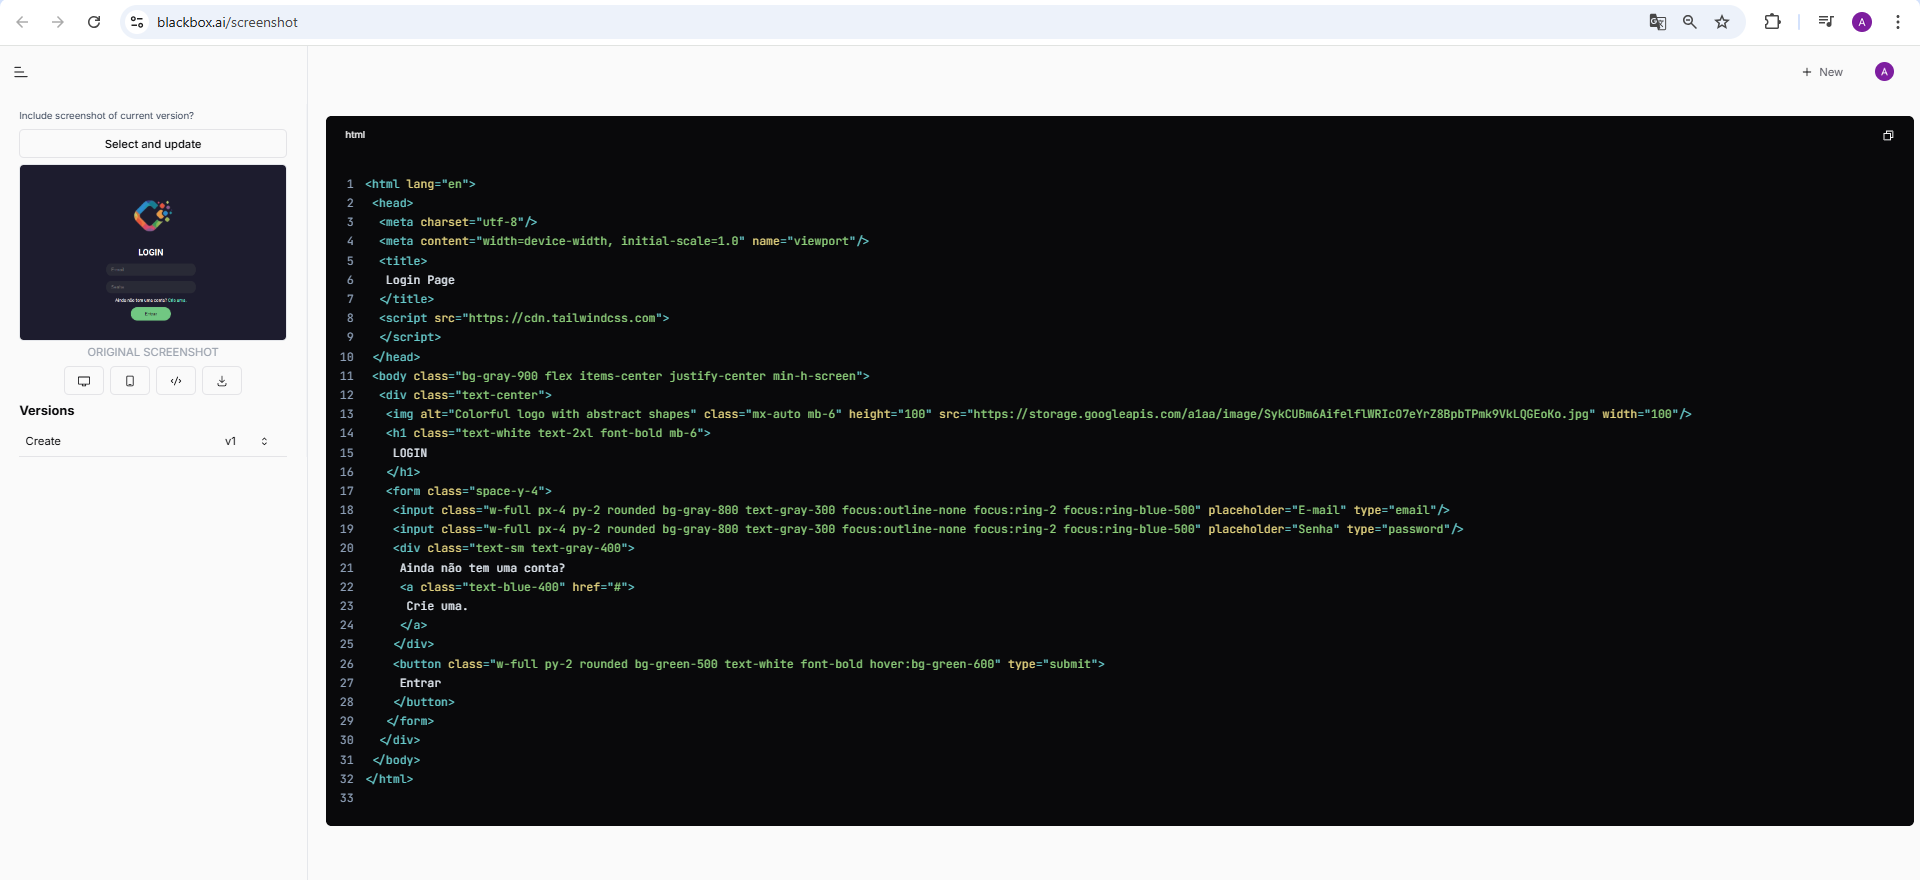 blackbox.ai/screenshot
A
New
A
Include screenshot of current version?
Select and update
LOGIN
E-mail
Senha
Ainda não tem uma conta? Crie uma.
Entrar
ORIGINAL SCREENSHOT
Versions
Create v1
html
1 <html lang="en">
2 <head>
3 <meta charset="utf-8"/>
4 <meta content="width=device-width, initial-scale=1.0" name="viewport"/>
5 <title>
6 Login Page
7 </title>
8 <script src="https://cdn.tailwindcss.com">
9 </script>
10 </head>
11 <body class="bg-gray-900 flex items-center justify-center min-h-screen">
12 <div class="text-center">
13 <img alt="Colorful logo with abstract shapes" class="mx-auto mb-6" height="100" src="https://storage.googleapis.com/a1aa/image/SykCUBm6AifelflWRIcO7eYrZ8BpbTPmk9VkLQGEoKo.jpg" width="100"/>
14 <h1 class="text-white text-2xl font-bold mb-6">
15 LOGIN
16 </h1>
17 <form class="space-y-4">
18 <input class="w-full px-4 py-2 rounded bg-gray-800 text-gray-300 focus:outline-none focus:ring-2 focus:ring-blue-500" placeholder="E-mail" type="email"/>
19 <input class="w-full px-4 py-2 rounded bg-gray-800 text-gray-300 focus:outline-none focus:ring-2 focus:ring-blue-500" placeholder="Senha" type="password"/>
20 <div class="text-sm text-gray-400">
21 Ainda não tem uma conta?
22 <a class="text-blue-400" href="#">
23 Crie uma.
24 </a>
25 </div>
26 <button class="w-full py-2 rounded bg-green-500 text-white font-bold hover:bg-green-600" type="submit">
27 Entrar
28 </button>
29 </form>
30 </div>
31 </body>
32 </html>
33